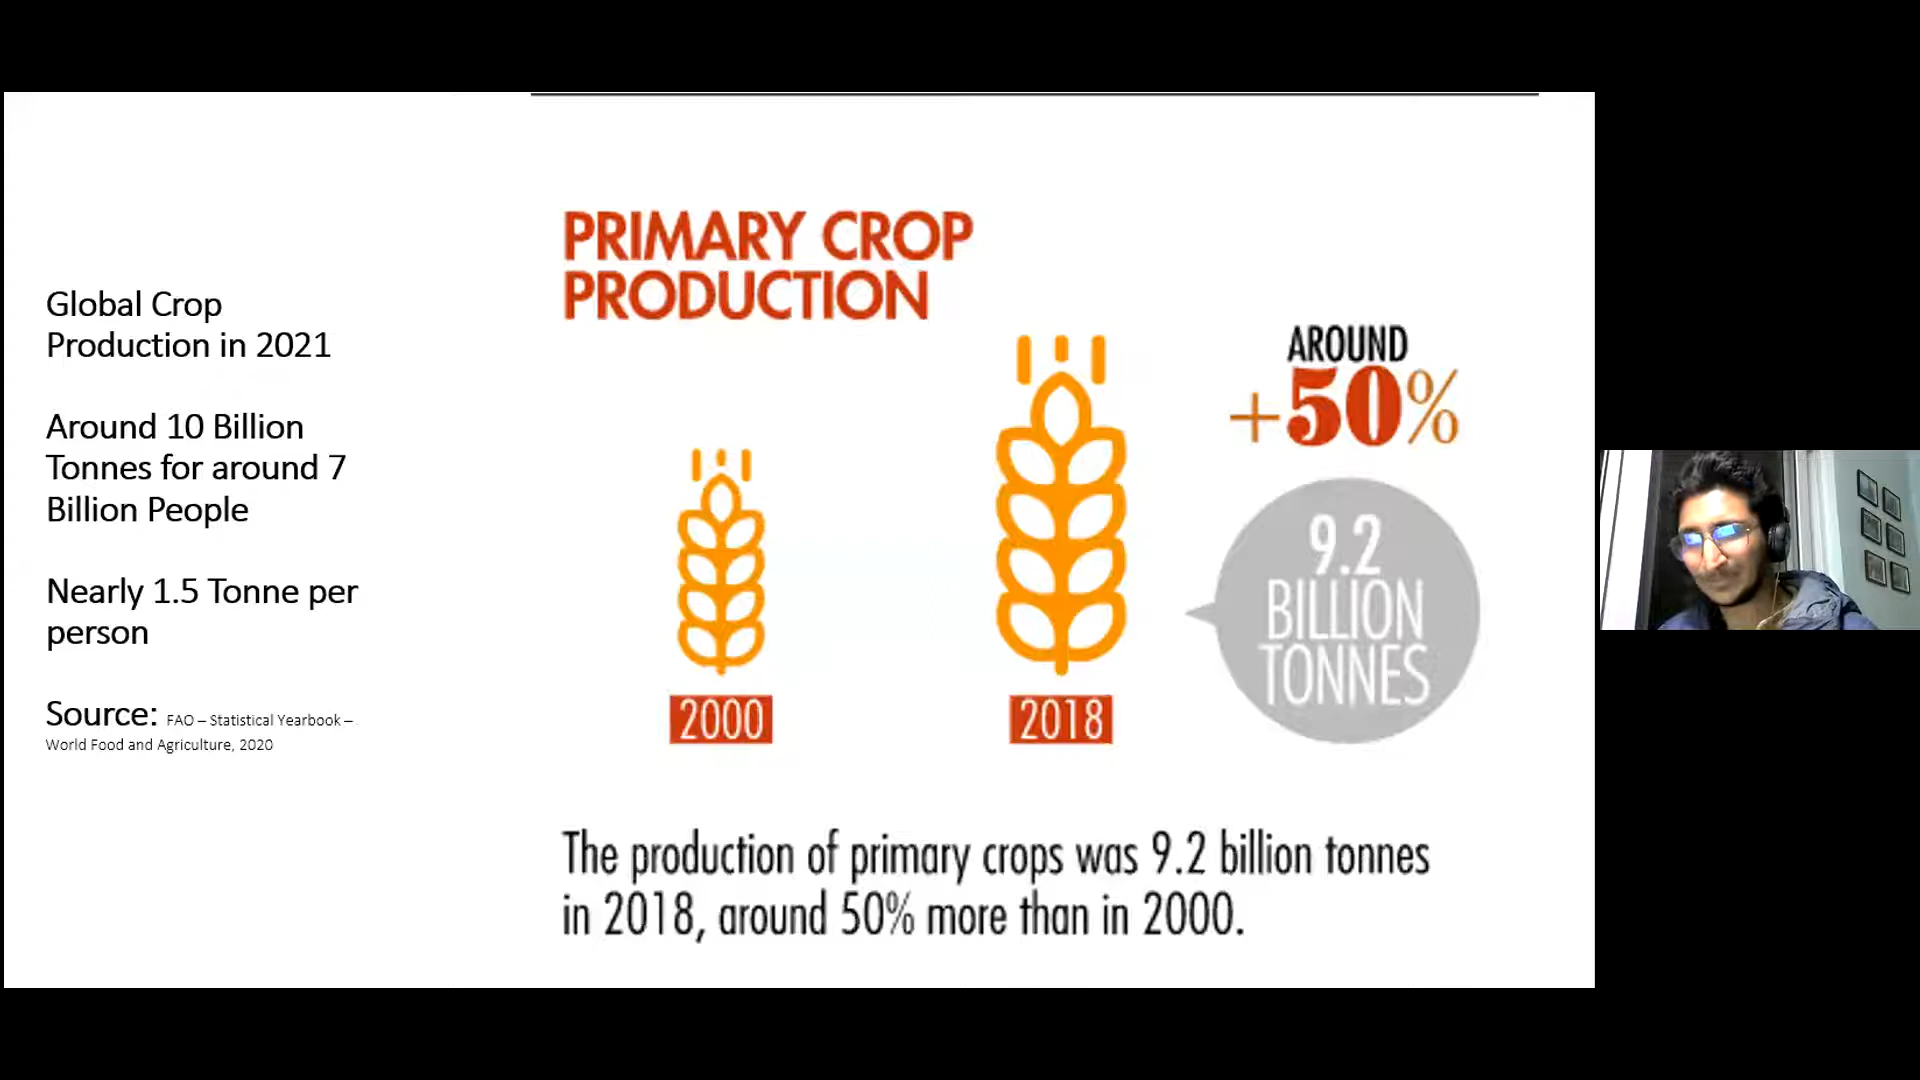 Global Crop
Production in 2021
Around 10 Billion
Tonnes for around 7
Billion People
Nearly 1.5 Tonne per
person
Source: FAO – Statistical Yearbook –
World Food and Agriculture, 2020
PRIMARY CROP
PRODUCTION
AROUND
+50%
9.2
BILLION
TONNES
2000
2018
The production of primary crops was 9.2 billion tonnes
in 2018, around 50% more than in 2000.